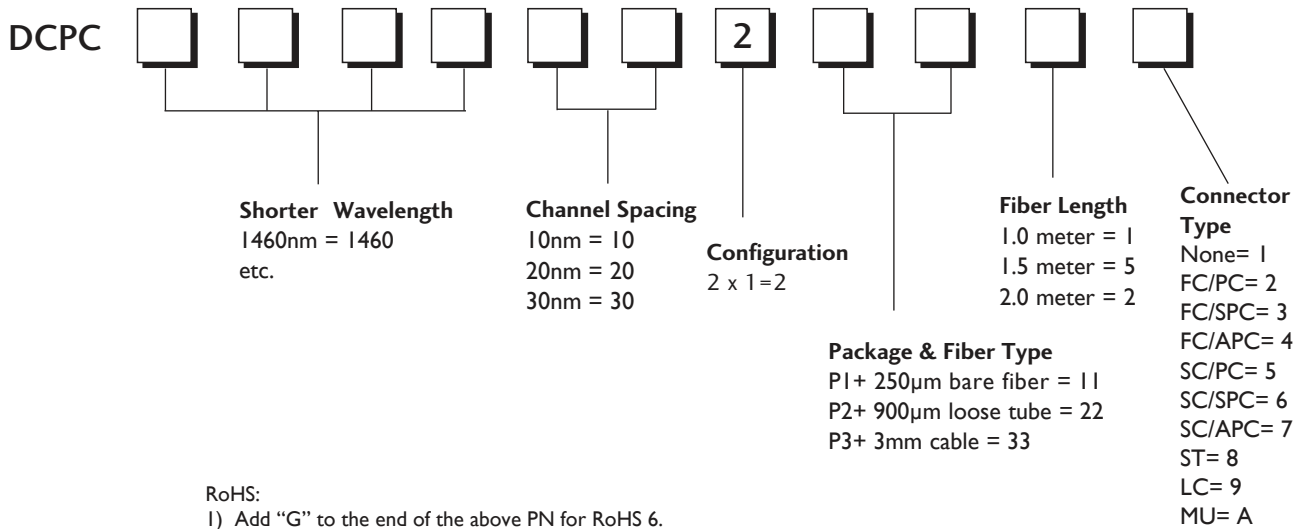 DCPC 2
Shorter Wavelength
1460nm = 1460
etc.
Channel Spacing
10nm = 10
20nm = 20
30nm = 30
Configuration
2 x 1=2
Package & Fiber Type
P1+ 250µm bare fiber = 11
P2+ 900µm loose tube = 22
P3+ 3mm cable = 33
Fiber Length
1.0 meter = 1
1.5 meter = 5
2.0 meter = 2
Connector
Type
None= 1
FC/PC= 2
FC/SPC= 3
FC/APC= 4
SC/PC= 5
SC/SPC= 6
SC/APC= 7
ST= 8
LC= 9
MU= A
RoHS:
1) Add “G” to the end of the above PN for RoHS 6.